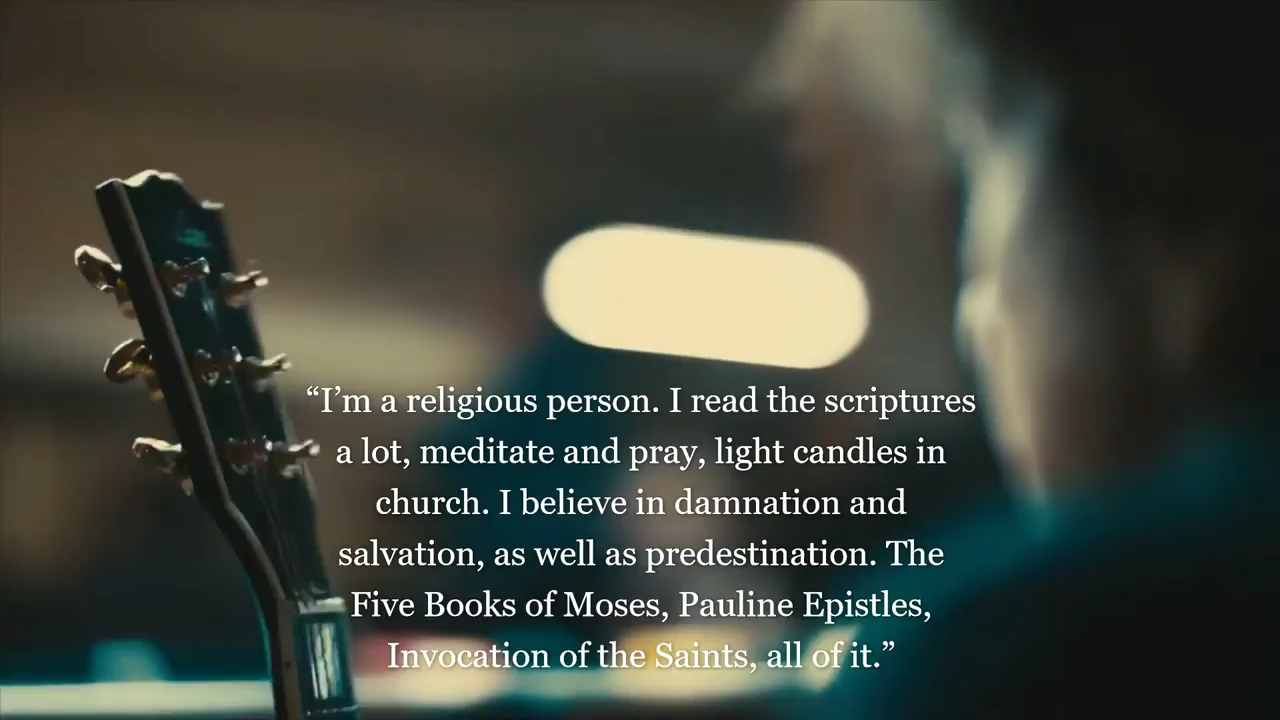 “I’m a religious person. I read the scriptures
a lot, meditate and pray, light candles in
church. I believe in damnation and
salvation, as well as predestination. The
Five Books of Moses, Pauline Epistles,
Invocation of the Saints, all of it.”